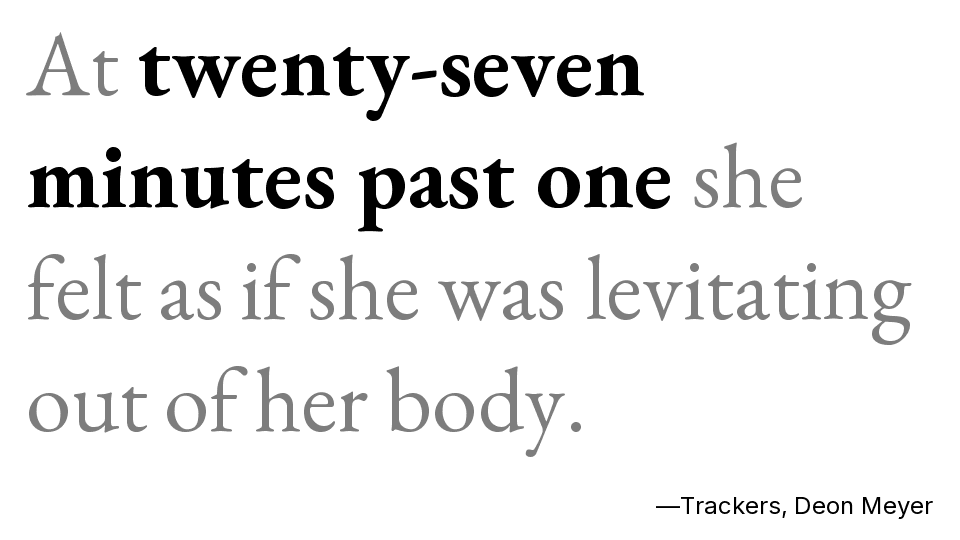 At twenty-seven
minutes past one she
felt as if she was levitating
out of her body.
—Trackers, Deon Meyer